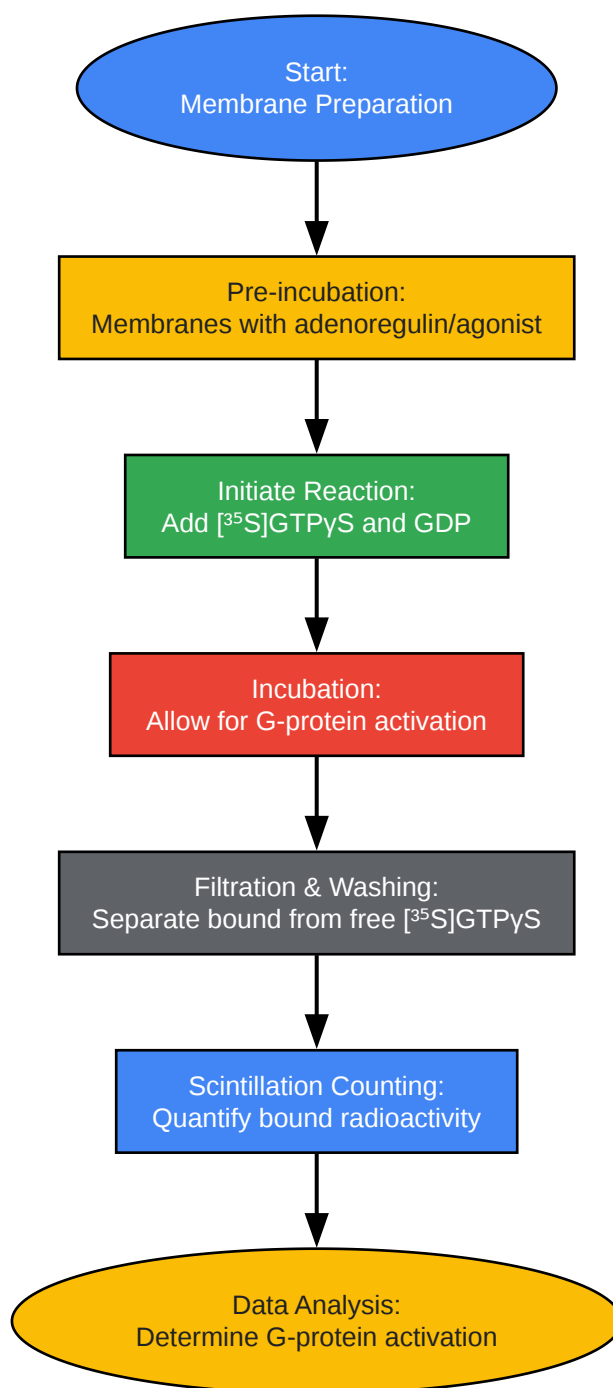 Start:
Membrane Preparation
Pre-incubation:
Membranes with adenoregulin/agonist
Initiate Reaction:
Add [³⁵S]GTPγS and GDP
Incubation:
Allow for G-protein activation
Filtration & Washing:
Separate bound from free [³⁵S]GTPγS
Scintillation Counting:
Quantify bound radioactivity
Data Analysis:
Determine G-protein activation